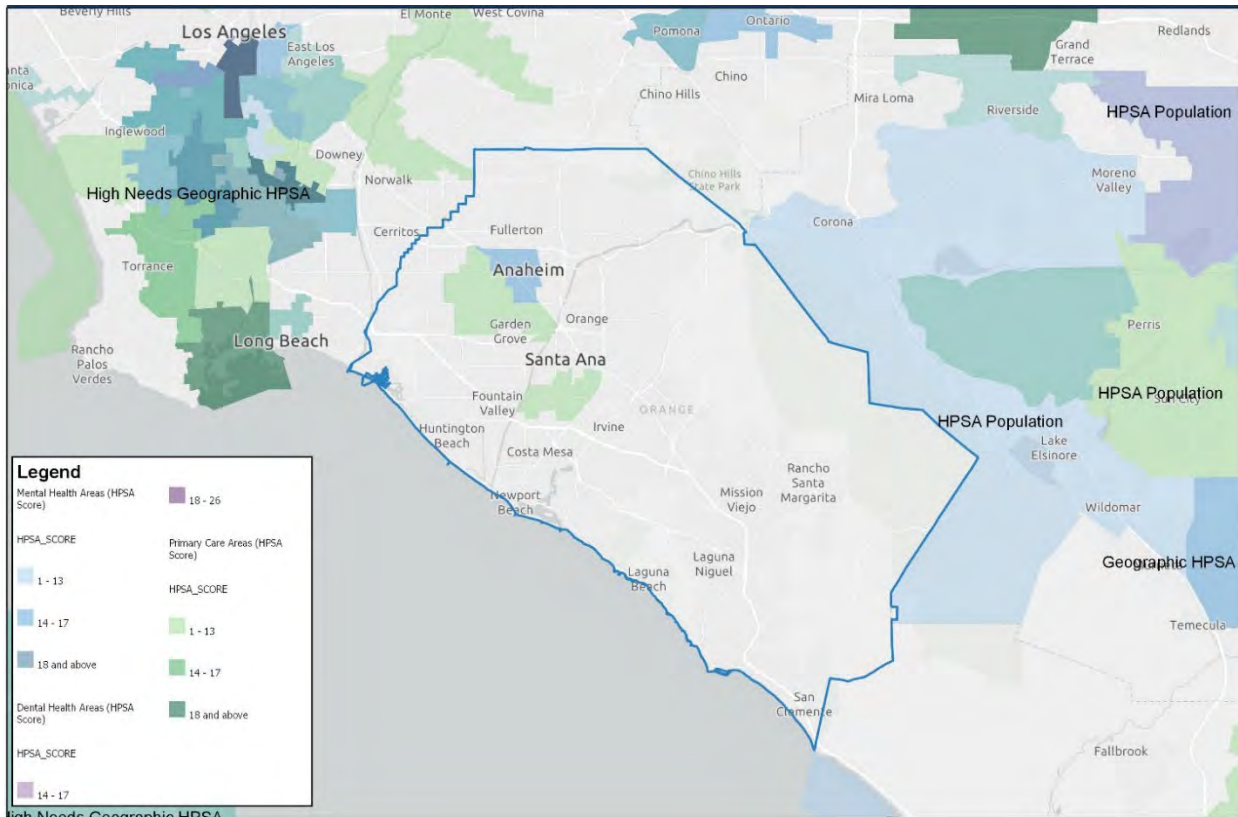 Beverly Hills
El Monte
West Covina
Los Angeles
Pomona
Ontario
Redlands
East Los
Angeles
Grand
Terrace
anta
onica
Chino
Chino Hills
Mira Loma
Riverside
HPSA Population
Inglewood
Downey
Chino Hills
State Park
Moreno
Valley
Norwalk
High Needs Geographic HPSA
Corona
Cerritos
Fullerton
Torrance
Anaheim
Garden
Grove
Orange
Perris
Long Beach
Rancho
Palos
Verdes
Santa Ana
HPSA Population
Fountain
Valley
ORANGE
HPSA Population
Huntington
Beach
Irvine
Lake
Elsinore
Costa Mesa
Rancho
Santa
Margarita
Mission
Viejo
Newport
Beach
Wildomar
Laguna
Niguel
Laguna
Beach
Geographic HPSA
Temecula
San
Clemente
Fallbrook
Legend
Mental Health Areas (HPSA
Score)
HPSA_SCORE
1 - 13
14 - 17
18 and above
Dental Health Areas (HPSA
Score)
HPSA_SCORE
14 - 17
18 - 26
Primary Care Areas (HPSA
Score)
HPSA_SCORE
1 - 13
14 - 17
18 and above
High Needs Geographic HPSA